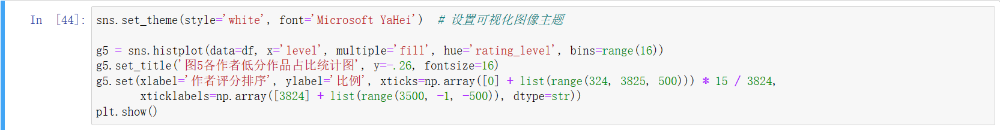 In [44]: sns.set_theme(style='white', font='Microsoft YaHei')  # 设置可视化图像主题
g5 = sns.histplot(data=df, x='level', multiple='fill', hue='rating_level', bins=range(16))
g5.set_title('图5各作者低分作品占比统计图', y=-.26, fontsize=16)
g5.set(xlabel='作者评分排序', ylabel='比例', xticks=np.array([0] + list(range(324, 3825, 500))) * 15 / 3824,
xticklabels=np.array([3824] + list(range(3500, -1, -500)), dtype=str))
plt.show()